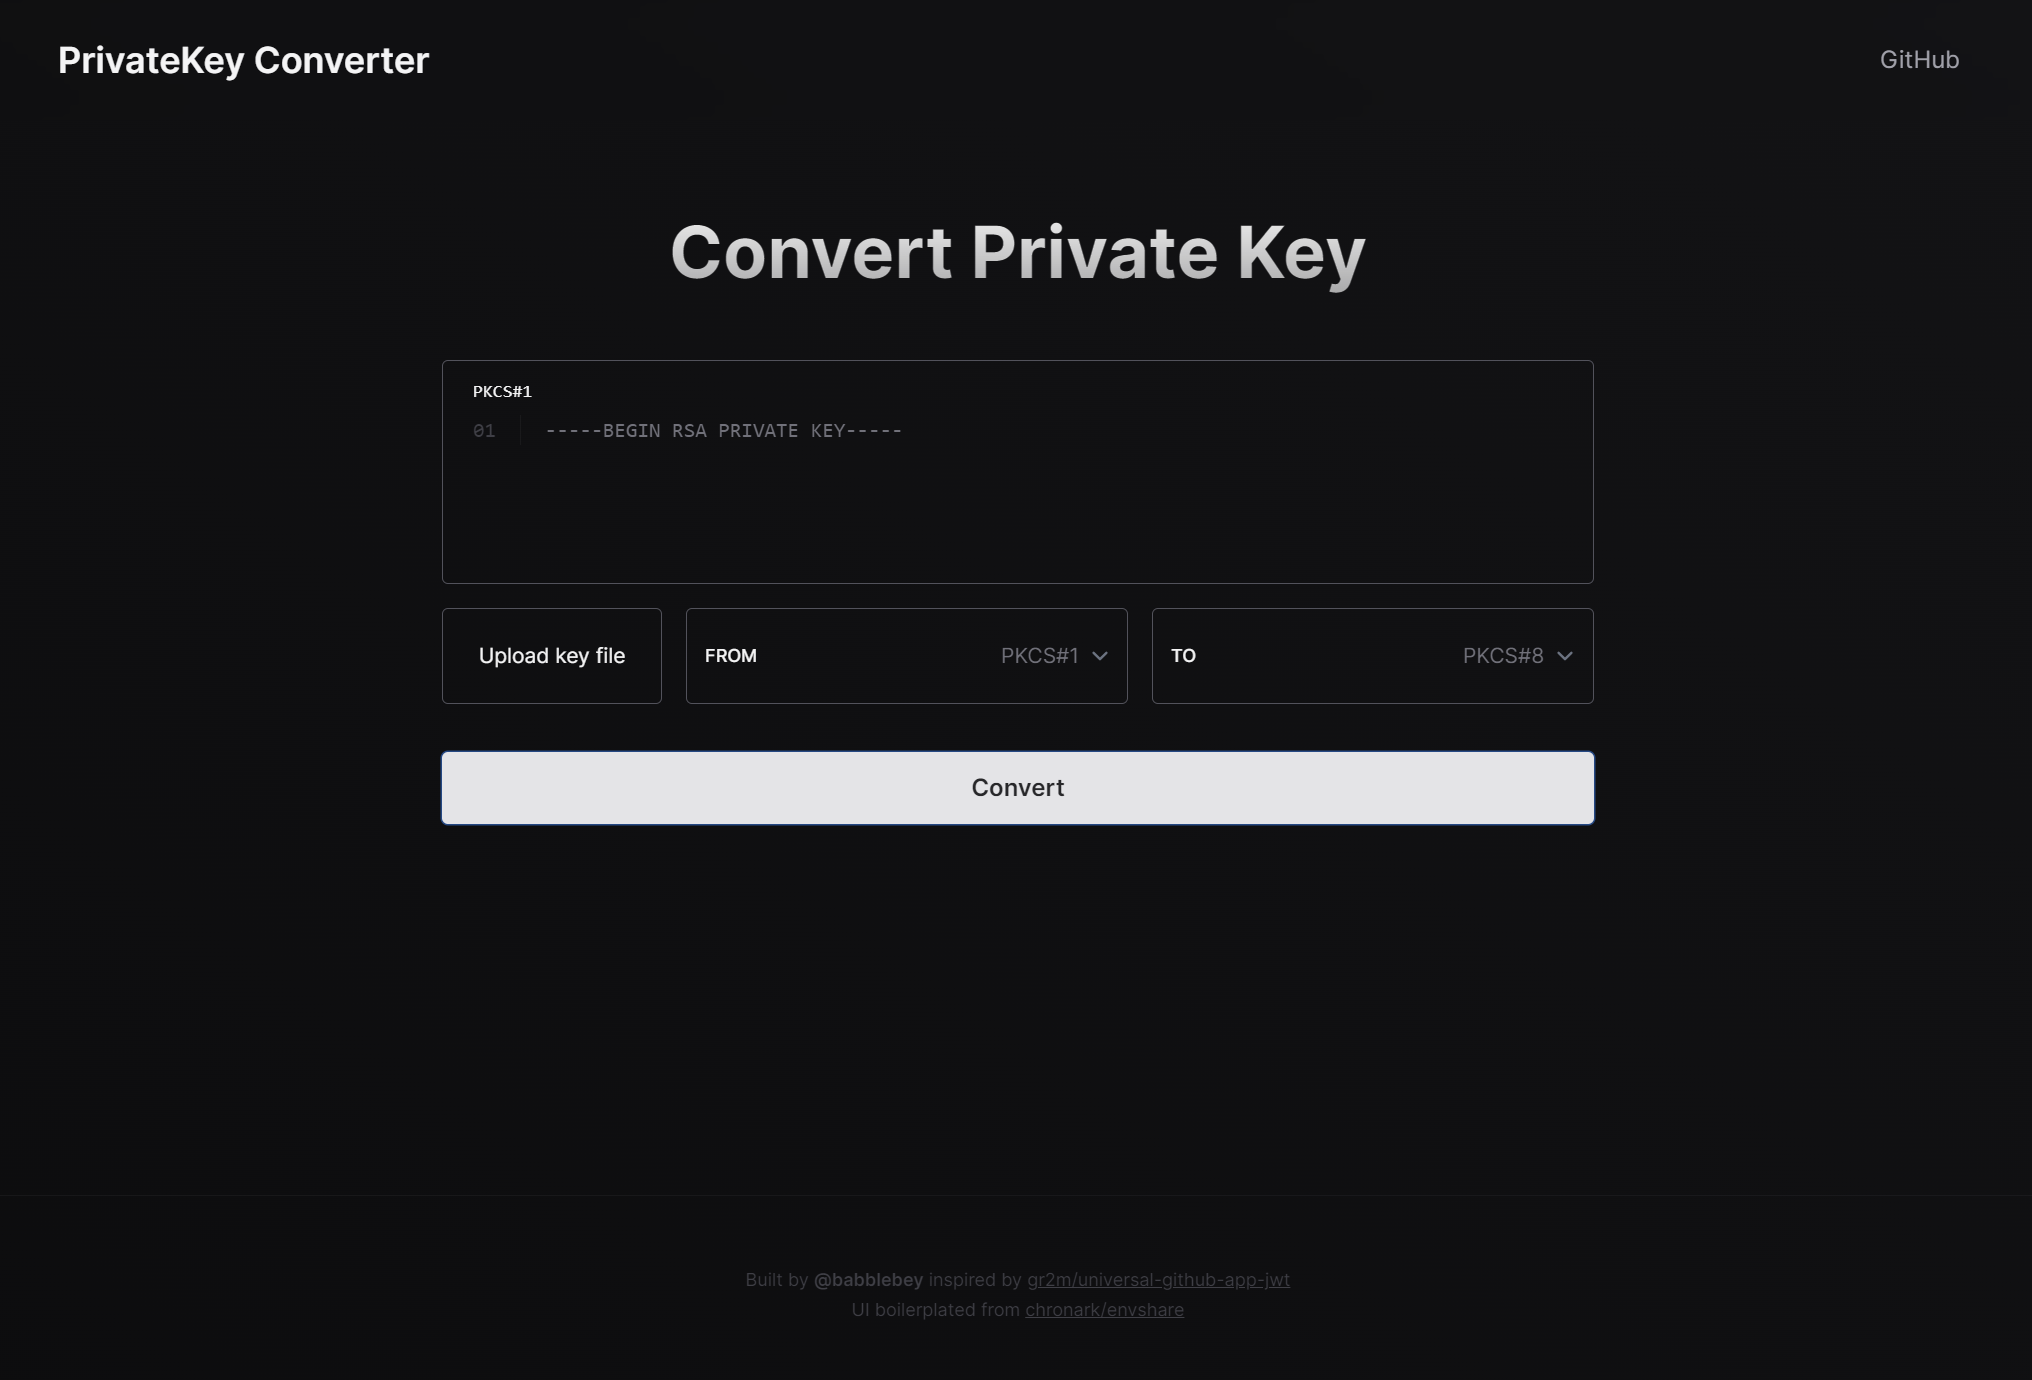 PrivateKey Converter
GitHub
Convert Private Key
PKCS#1
01 -----BEGIN RSA PRIVATE KEY-----
Upload key file
FROM PKCS#1
TO PKCS#8
Convert
Built by @babblebey inspired by gr2m/universal-github-app-jwt
UI boilerplated from chronark/envshare